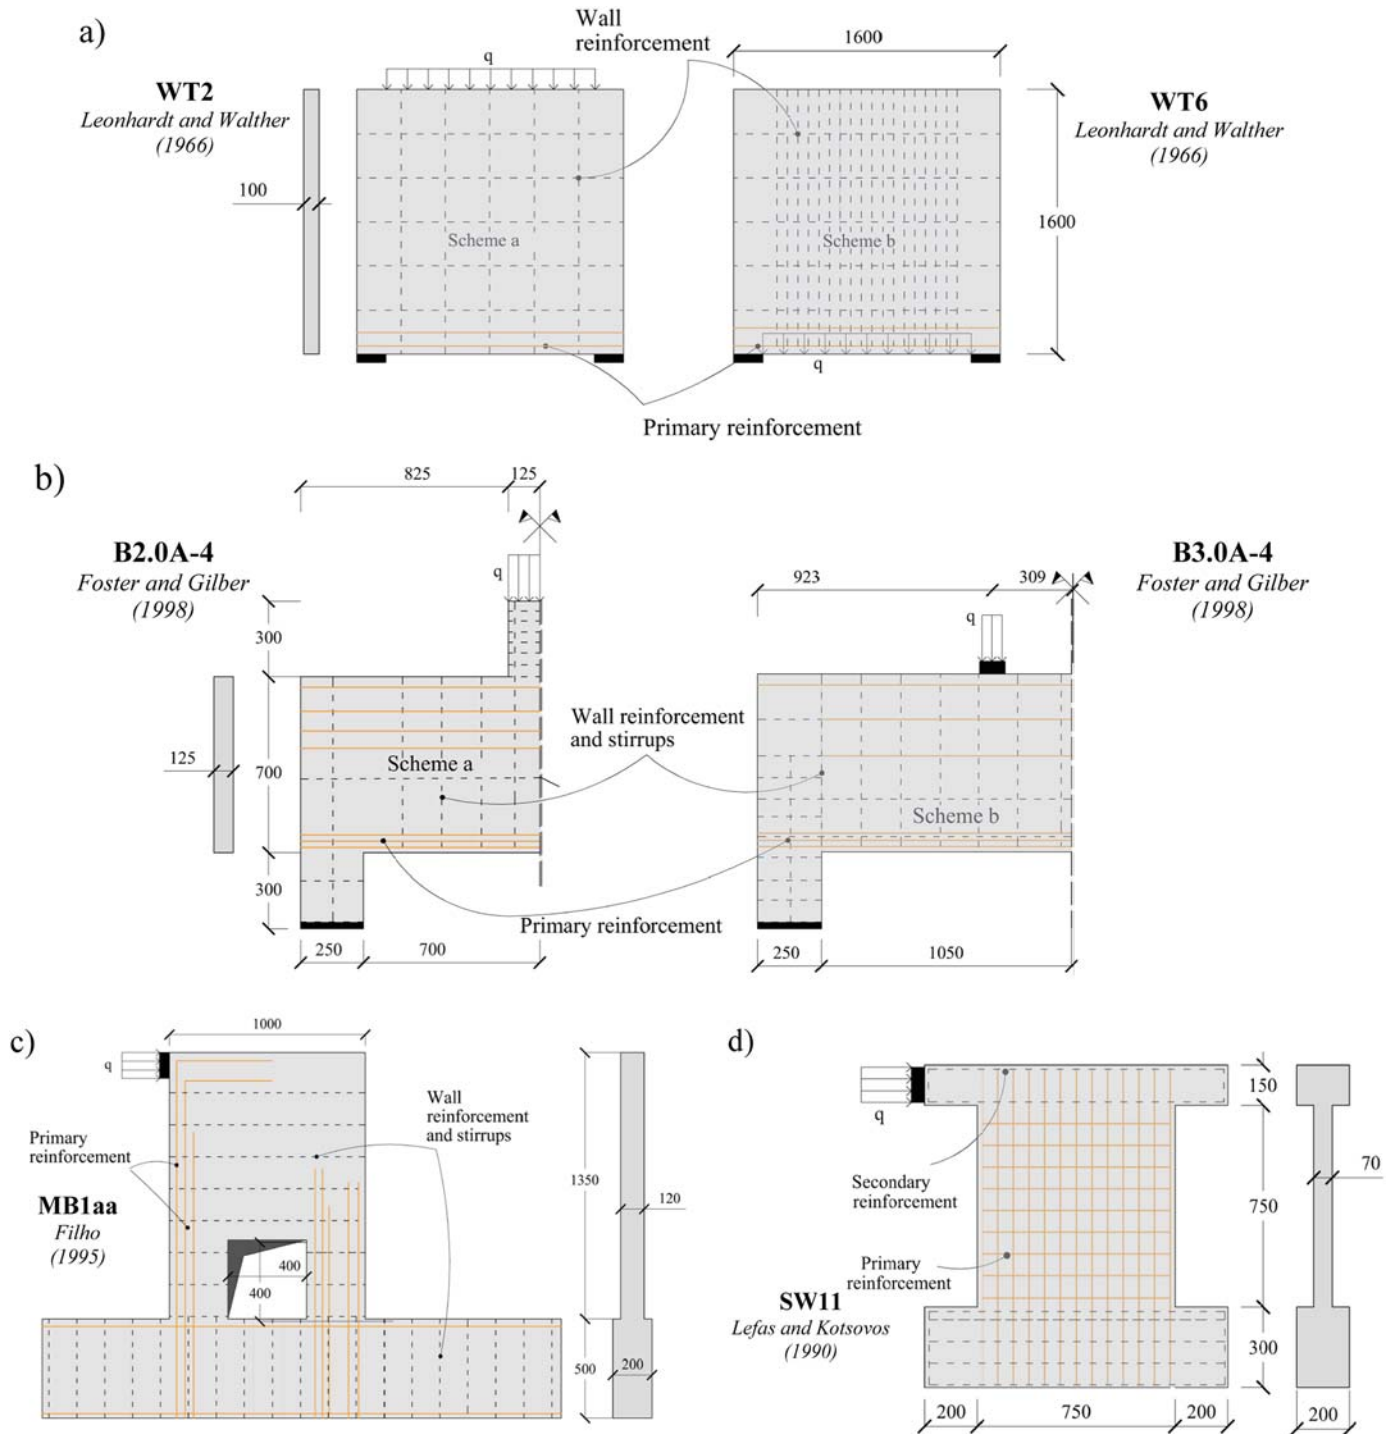 a)
Wall
reinforcement
1600
q
WT2
Leonhardt and Walther
(1966)
WT6
Leonhardt and Walther
(1966)
100
1600
Scheme a
Scheme b
q
Primary reinforcement
b)
825
125
B2.0A-4
Foster and Gilber
(1998)
q
B3.0A-4
Foster and Gilber
(1998)
923
309
q
300
Wall reinforcement
and stirrups
125
700
Scheme a
Scheme b
300
Primary reinforcement
250
700
250
1050
c)
1000
q
Wall
reinforcement
and stirrups
Primary
reinforcement
MB1aa
Filho
(1995)
400
400
1350
120
500
200
d)
q
150
70
Secondary
reinforcement
750
Primary
reinforcement
SW11
Lefas and Kotsovos
(1990)
300
200
750
200
200